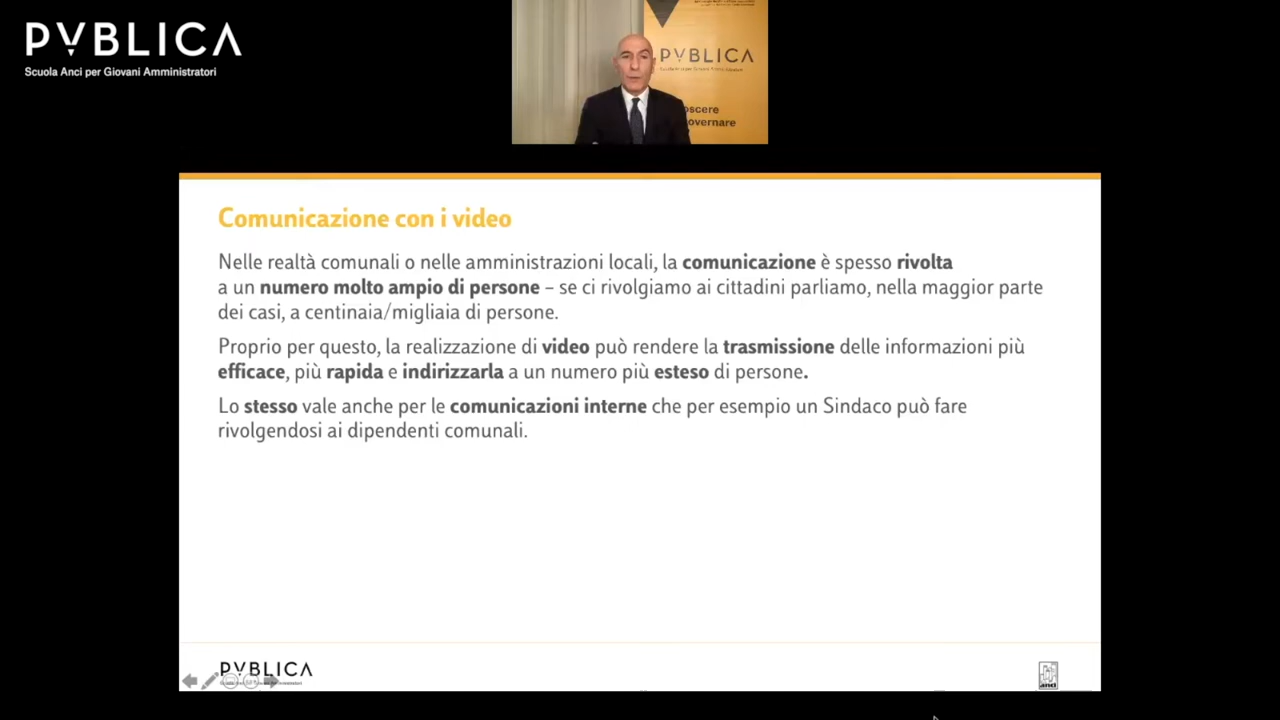 PVBLICA
Scuola Anci per Giovani Amministratori
PVBLICA
oscere
overnare
Comunicazione con i video
Nelle realtà comunali o nelle amministrazioni locali, la comunicazione è spesso rivolta
a un numero molto ampio di persone – se ci rivolgiamo ai cittadini parliamo, nella maggior parte
dei casi, a centinaia/migliaia di persone.
Proprio per questo, la realizzazione di video può rendere la trasmissione delle informazioni più
efficace, più rapida e indirizzarla a un numero più esteso di persone.
Lo stesso vale anche per le comunicazioni interne che per esempio un Sindaco può fare
rivolgendosi ai dipendenti comunali.
PVBLICA
anci